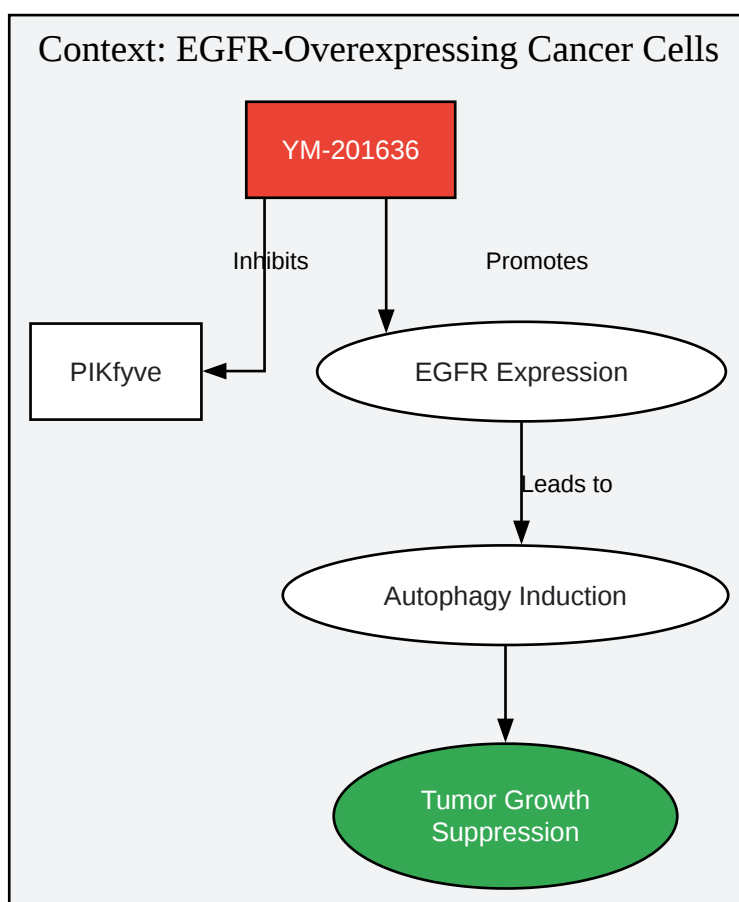 Context: EGFR-Overexpressing Cancer Cells
YM-201636
Inhibits
Promotes
PIKfyve
EGFR Expression
Leads to
Autophagy Induction
Tumor Growth
Suppression